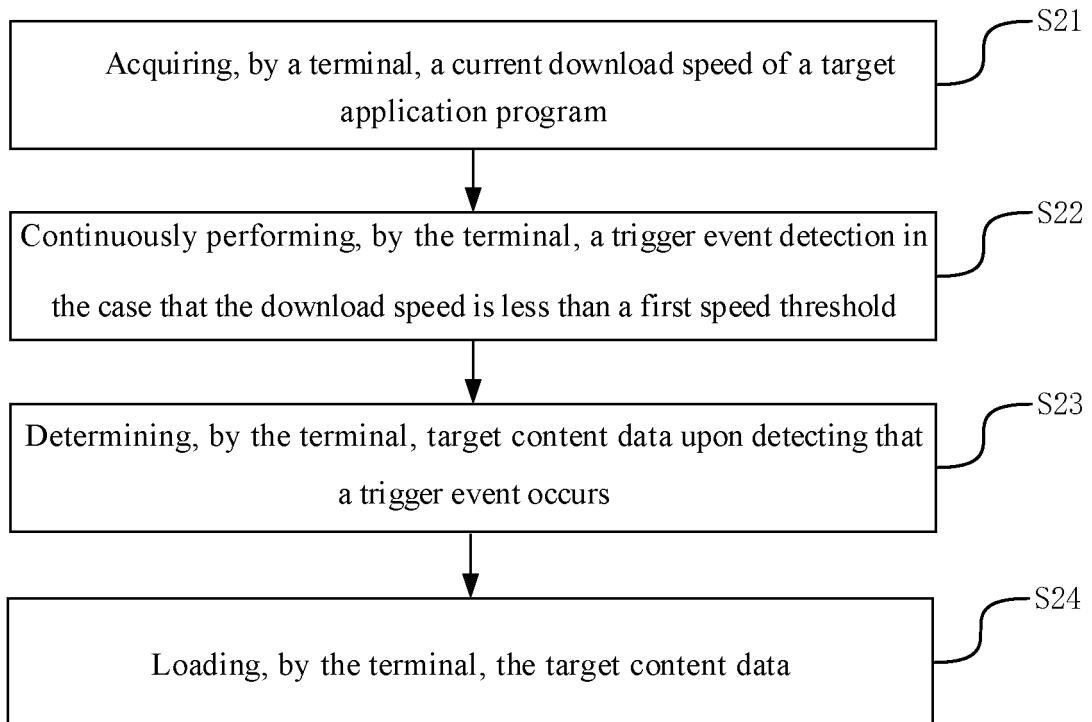 S21
Acquiring, by a terminal, a current download speed of a target
application program
S22
Continuously performing, by the terminal, a trigger event detection in
the case that the download speed is less than a first speed threshold
S23
Determining, by the terminal, target content data upon detecting that
a trigger event occurs
S24
Loading, by the terminal, the target content data